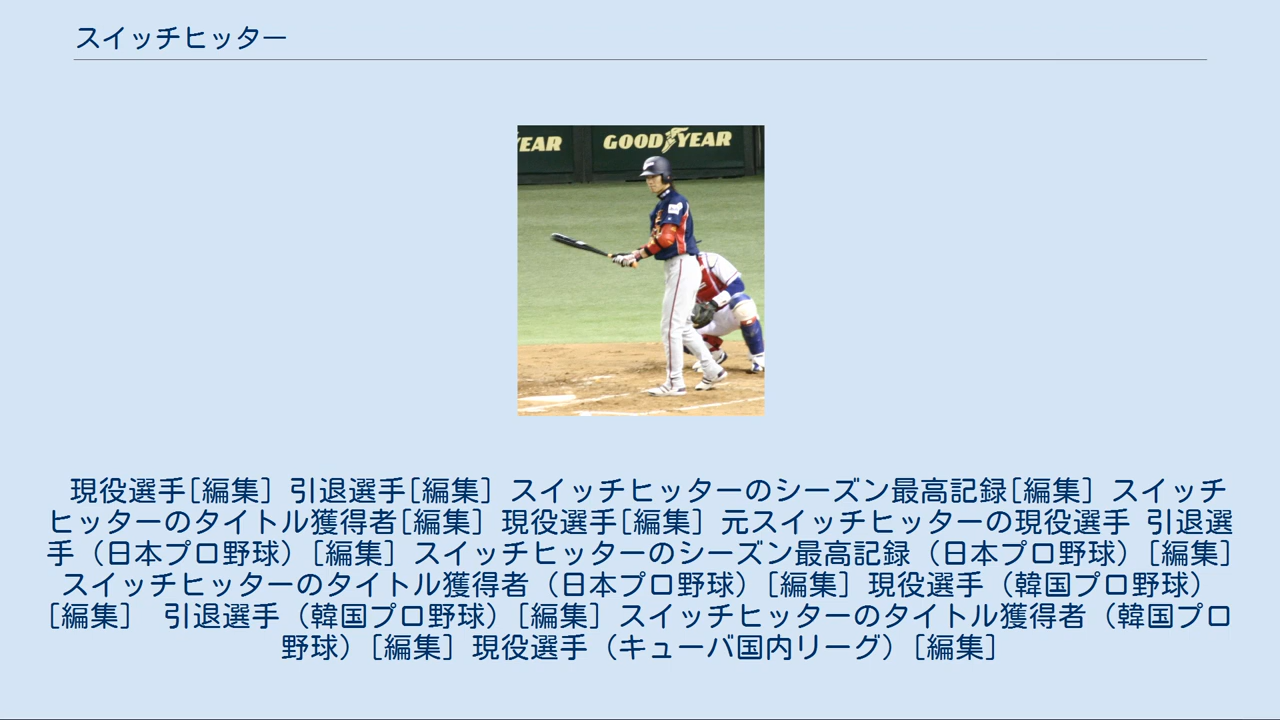 スイッチヒッター
EAR
GOOD YEAR
現役選手[編集] 引退選手[編集] スイッチヒッターのシーズン最高記録[編集] スイッチ
ヒッターのタイトル獲得者[編集] 現役選手[編集] 元スイッチヒッターの現役選手 引退選
手（日本プロ野球）[編集] スイッチヒッターのシーズン最高記録（日本プロ野球）[編集]
スイッチヒッターのタイトル獲得者（日本プロ野球）[編集] 現役選手（韓国プロ野球）
[編集] 引退選手（韓国プロ野球）[編集] スイッチヒッターのタイトル獲得者（韓国プロ
野球）[編集] 現役選手（キューバ国内リーグ）[編集]